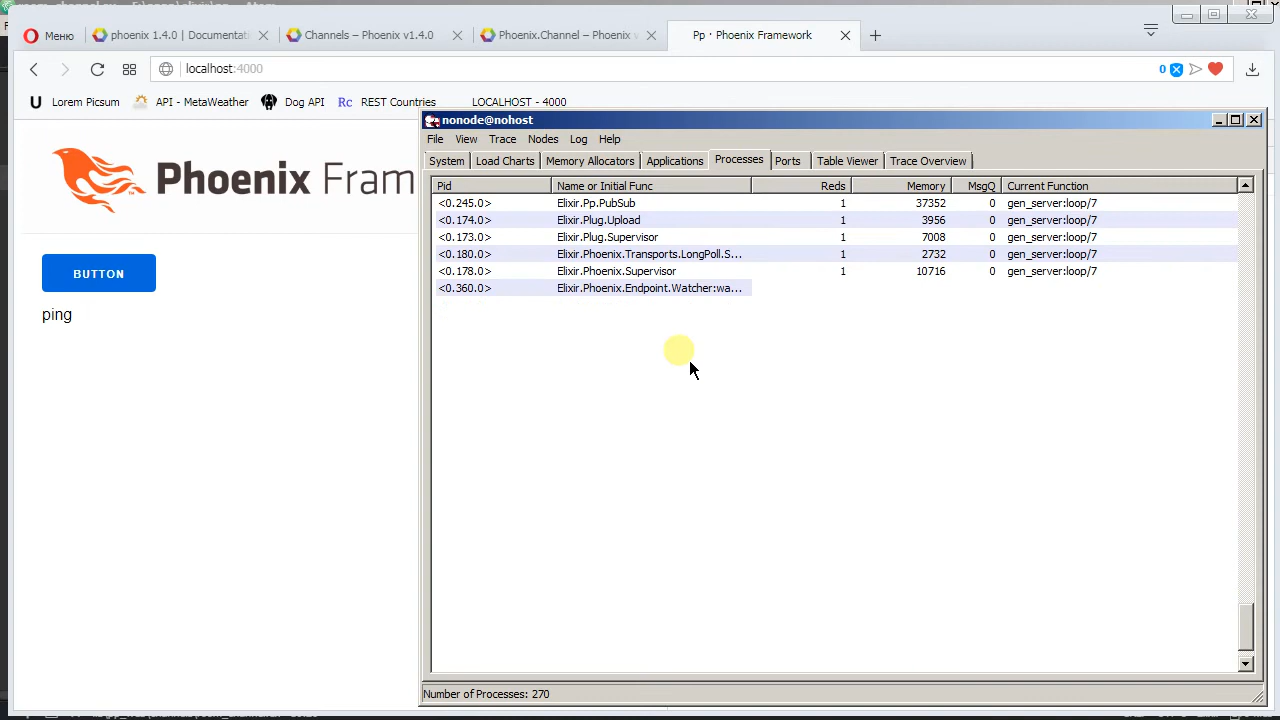 Меню
phoenix 1.4.0 | Documentat
Channels – Phoenix v1.4.0
Phoenix.Channel – Phoenix v
Pp · Phoenix Framework
localhost:4000
0
U Lorem Picsum
API - MetaWeather
Dog API
Rc REST Countries
LOCALHOST - 4000
Phoenix Fram
BUTTON
ping
nonode@nohost
File View Trace Nodes Log Help
System Load Charts Memory Allocators Applications Processes Ports Table Viewer Trace Overview
Pid Name or Initial Func Reds Memory MsgQ Current Function
<0.245.0> Elixir.Pp.PubSub 1 37352 0 gen_server:loop/7
<0.174.0> Elixir.Plug.Upload 1 3956 0 gen_server:loop/7
<0.173.0> Elixir.Plug.Supervisor 1 7008 0 gen_server:loop/7
<0.180.0> Elixir.Phoenix.Transports.LongPoll.S... 1 2732 0 gen_server:loop/7
<0.178.0> Elixir.Phoenix.Supervisor 1 10716 0 gen_server:loop/7
<0.360.0> Elixir.Phoenix.Endpoint.Watcher:wa...
Number of Processes: 270